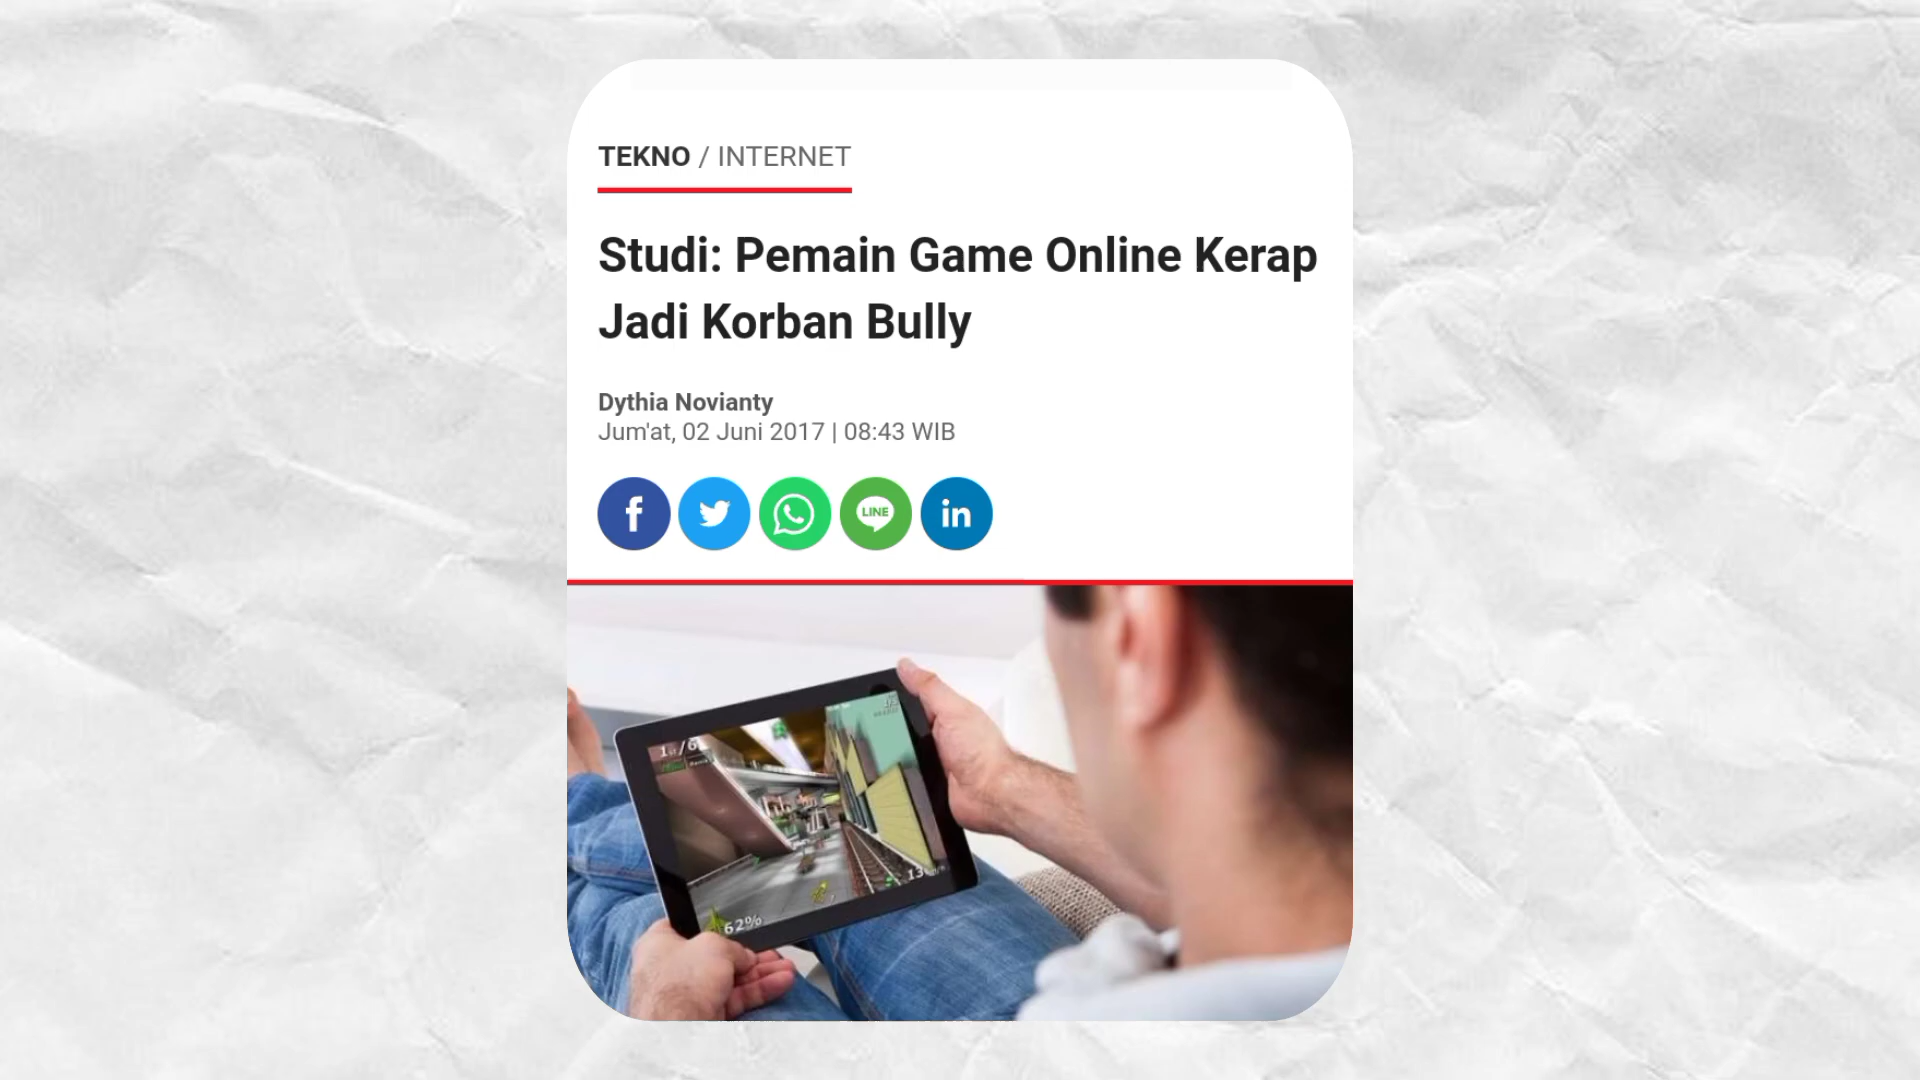 TEKNO / INTERNET
Studi: Pemain Game Online Kerap
Jadi Korban Bully
Dythia Novianty
Jum'at, 02 Juni 2017 | 08:43 WIB
f
LINE
in
62%